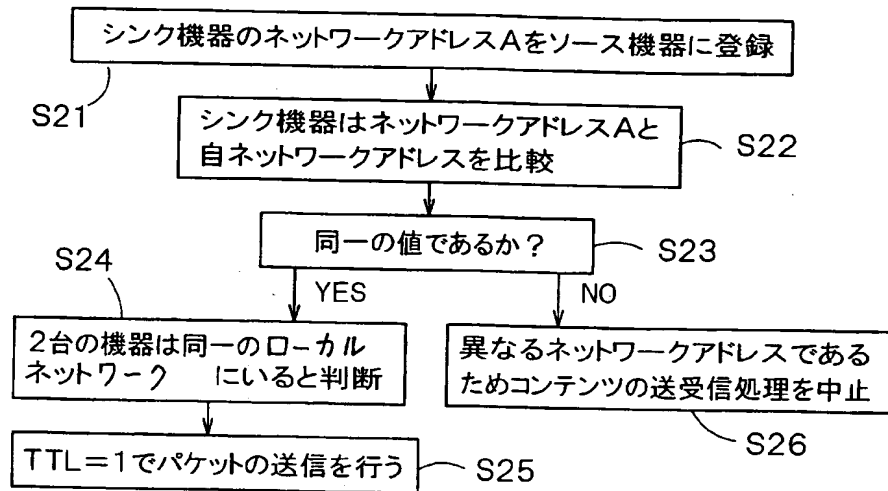 シンク機器のネットワークアドレスAをソース機器に登録
S21
シンク機器はネットワークアドレスAと
自ネットワークアドレスを比較
S22
同一の値であるか？
S23
S24
YES
NO
2台の機器は同一のローカル
ネットワーク　　にいると判断
異なるネットワークアドレスである
ためコンテンツの送受信処理を中止
S26
TTL＝1でパケットの送信を行う
S25